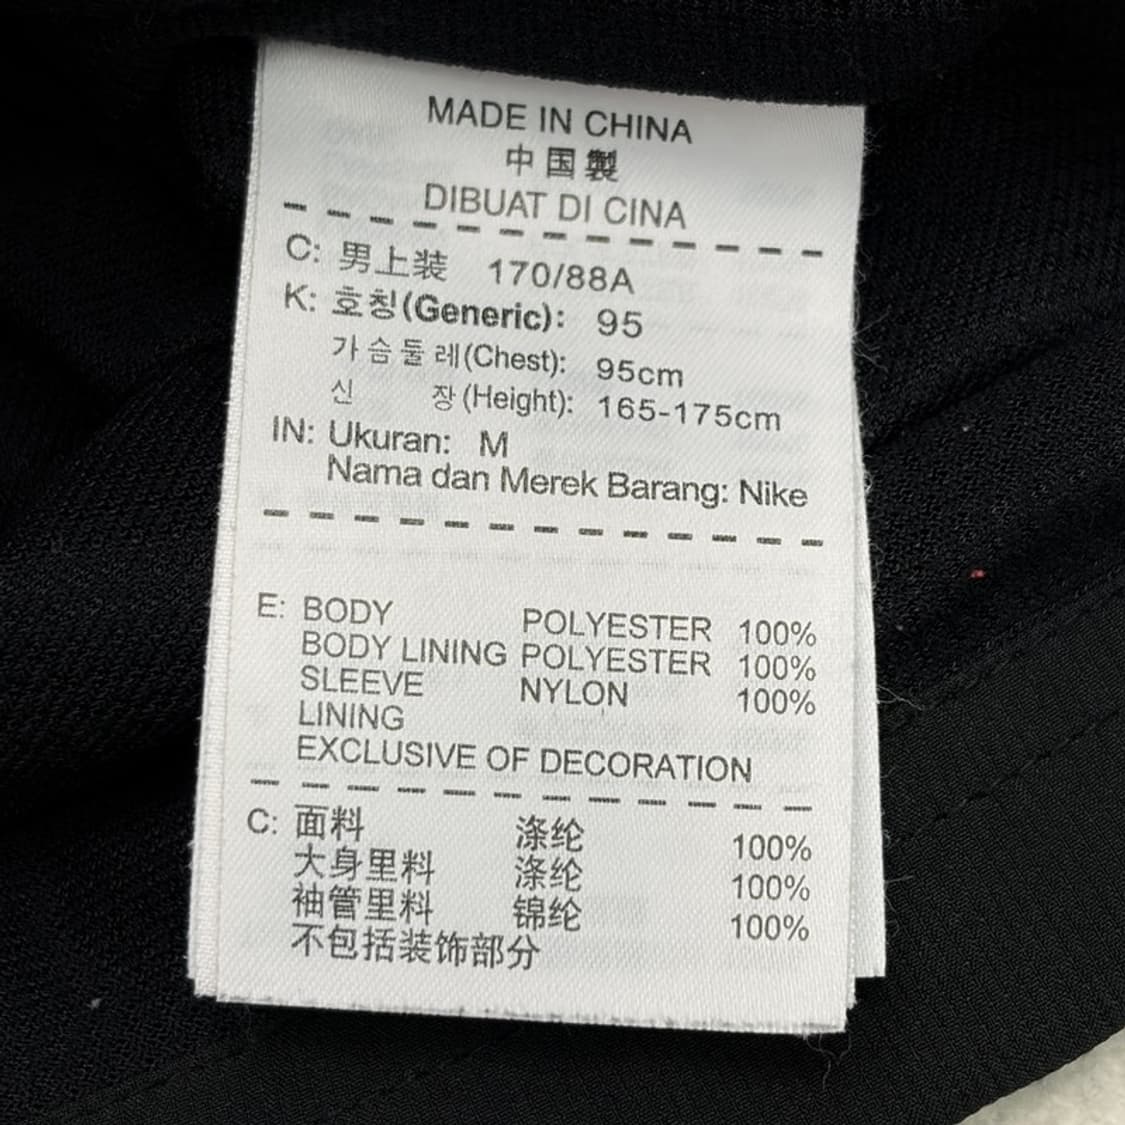 MADE IN CHINA
中国製
DIBUAT DI CINA
C: 男上装 170/88A
K: 호칭(Generic): 95
가슴둘레(Chest): 95cm
신 장(Height): 165-175cm
IN: Ukuran: M
Nama dan Merek Barang: Nike
E: BODY POLYESTER 100%
BODY LINING POLYESTER 100%
SLEEVE NYLON 100%
LINING
EXCLUSIVE OF DECORATION
C: 面料 涤纶 100%
大身里料 涤纶 100%
袖管里料 锦纶 100%
不包括装饰部分